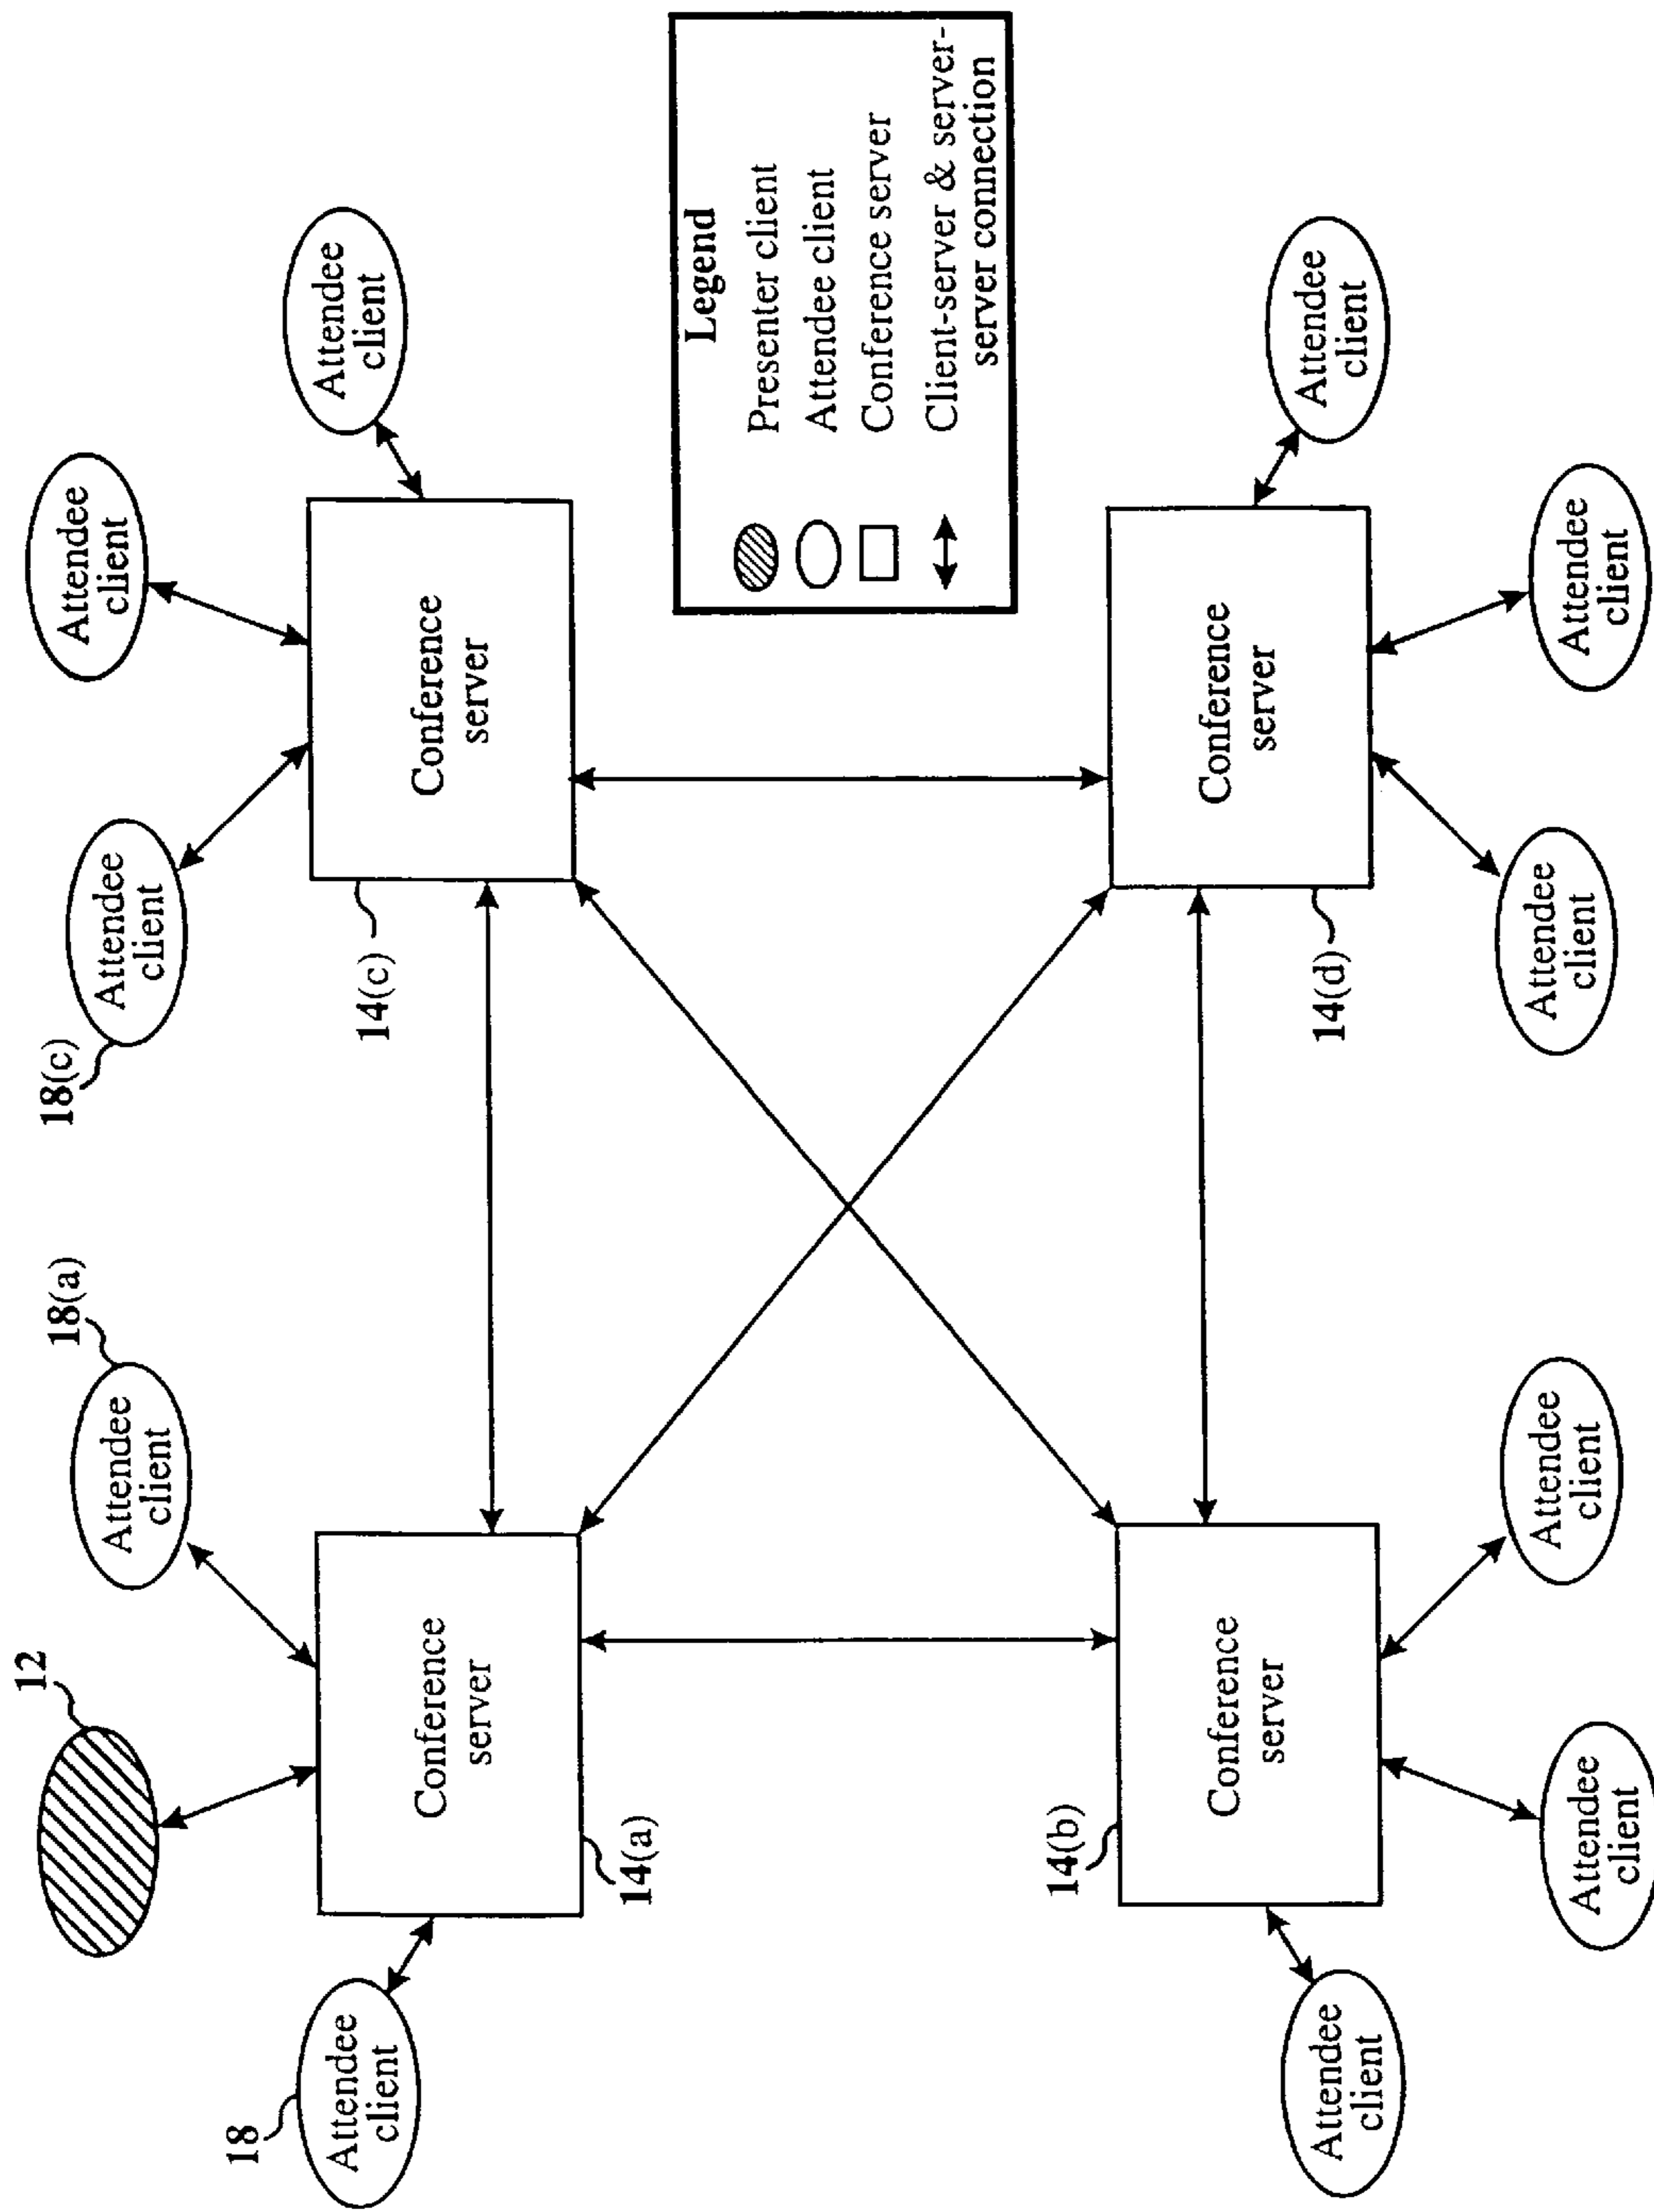 12
18(a)
18(c)
Attendee
client
Attendee
client
Attendee
client
18
Attendee
client
Conference
server
14(a)
14(c)
Conference
server
Attendee
client
Legend
Presenter client
Attendee client
Conference server
Client-server & server-
server connection
14(b)
Conference
server
14(d)
Conference
server
Attendee
client
Attendee
client
Attendee
client
Attendee
client
Attendee
client
Attendee
client
Attendee
client